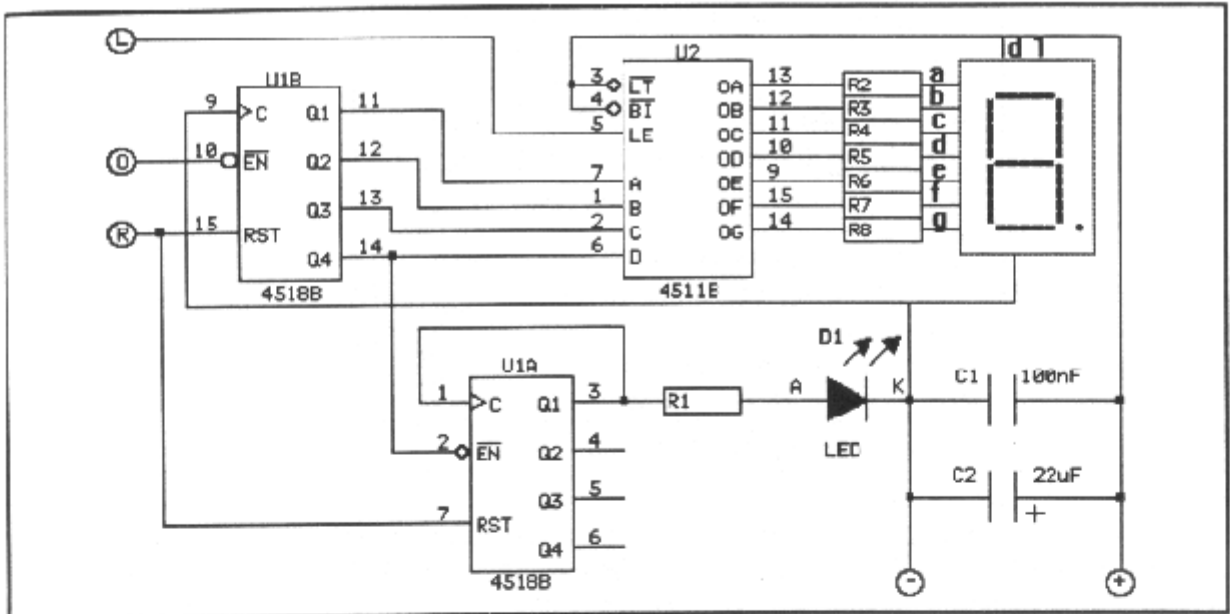 L
U1B
9
C
Q1
11
O
10
EN
Q2
12
Q3
13
R
15
RST
Q4
14
4518B
U2
3
LT
OA
13
R2
a
4
BI
OB
12
R3
b
5
LE
OC
11
R4
c
OD
10
R5
d
7
A
OE
9
R6
e
1
B
OF
15
R7
f
2
C
OG
14
R8
g
6
D
4511E
U1A
1
C
Q1
3
R1
A
D1
K
LED
2
EN
Q2
4
Q3
5
7
RST
Q4
6
4518B
C1
100nF
C2
22uF
+
-
+